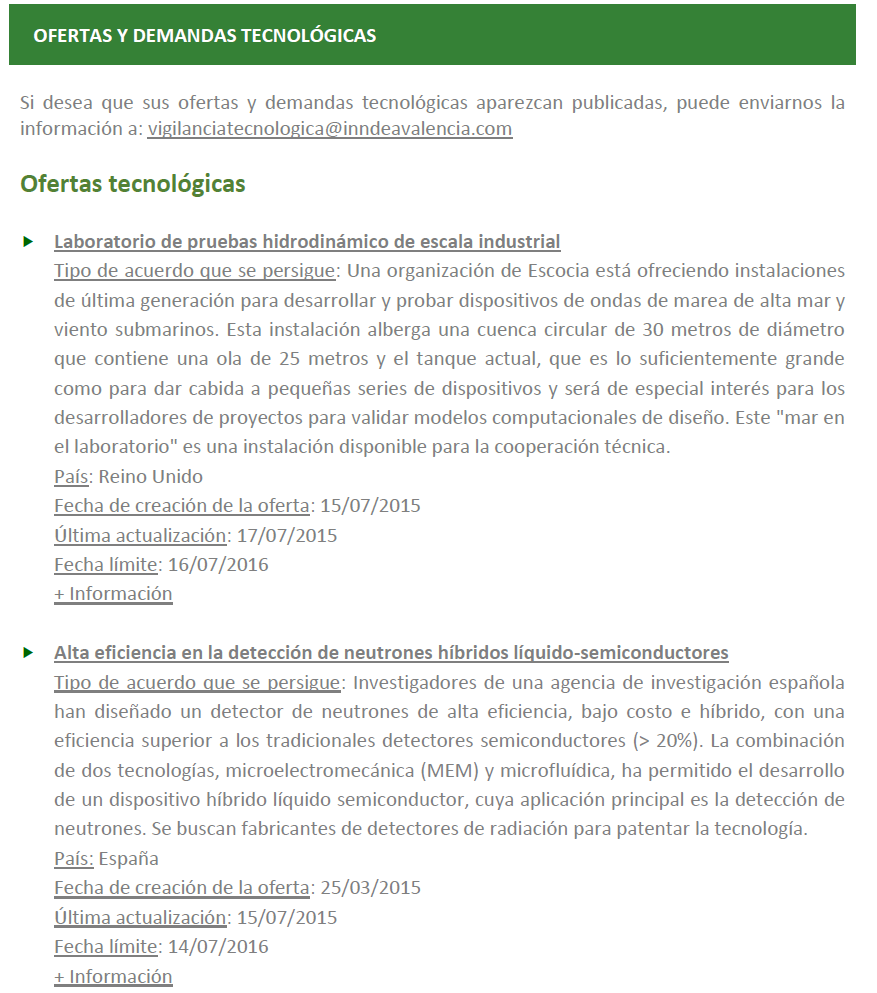 OFERTAS Y DEMANDAS TECNOLÓGICAS
Si desea que sus ofertas y demandas tecnológicas aparezcan publicadas, puede enviarnos la
información a: vigilanciatecnologica@inndeavalencia.com
Ofertas tecnológicas
Laboratorio de pruebas hidrodinámico de escala industrial
Tipo de acuerdo que se persigue: Una organización de Escocia está ofreciendo instalaciones
de última generación para desarrollar y probar dispositivos de ondas de marea de alta mar y
viento submarinos. Esta instalación alberga una cuenca circular de 30 metros de diámetro
que contiene una ola de 25 metros y el tanque actual, que es lo suficientemente grande
como para dar cabida a pequeñas series de dispositivos y será de especial interés para los
desarrolladores de proyectos para validar modelos computacionales de diseño. Este "mar en
el laboratorio" es una instalación disponible para la cooperación técnica.
País: Reino Unido
Fecha de creación de la oferta: 15/07/2015
Última actualización: 17/07/2015
Fecha límite: 16/07/2016
+ Información
Alta eficiencia en la detección de neutrones híbridos líquido-semiconductores
Tipo de acuerdo que se persigue: Investigadores de una agencia de investigación española
han diseñado un detector de neutrones de alta eficiencia, bajo costo e híbrido, con una
eficiencia superior a los tradicionales detectores semiconductores (> 20%). La combinación
de dos tecnologías, microelectromecánica (MEM) y microfluídica, ha permitido el desarrollo
de un dispositivo híbrido líquido semiconductor, cuya aplicación principal es la detección de
neutrones. Se buscan fabricantes de detectores de radiación para patentar la tecnología.
País: España
Fecha de creación de la oferta: 25/03/2015
Última actualización: 15/07/2015
Fecha límite: 14/07/2016
+ Información